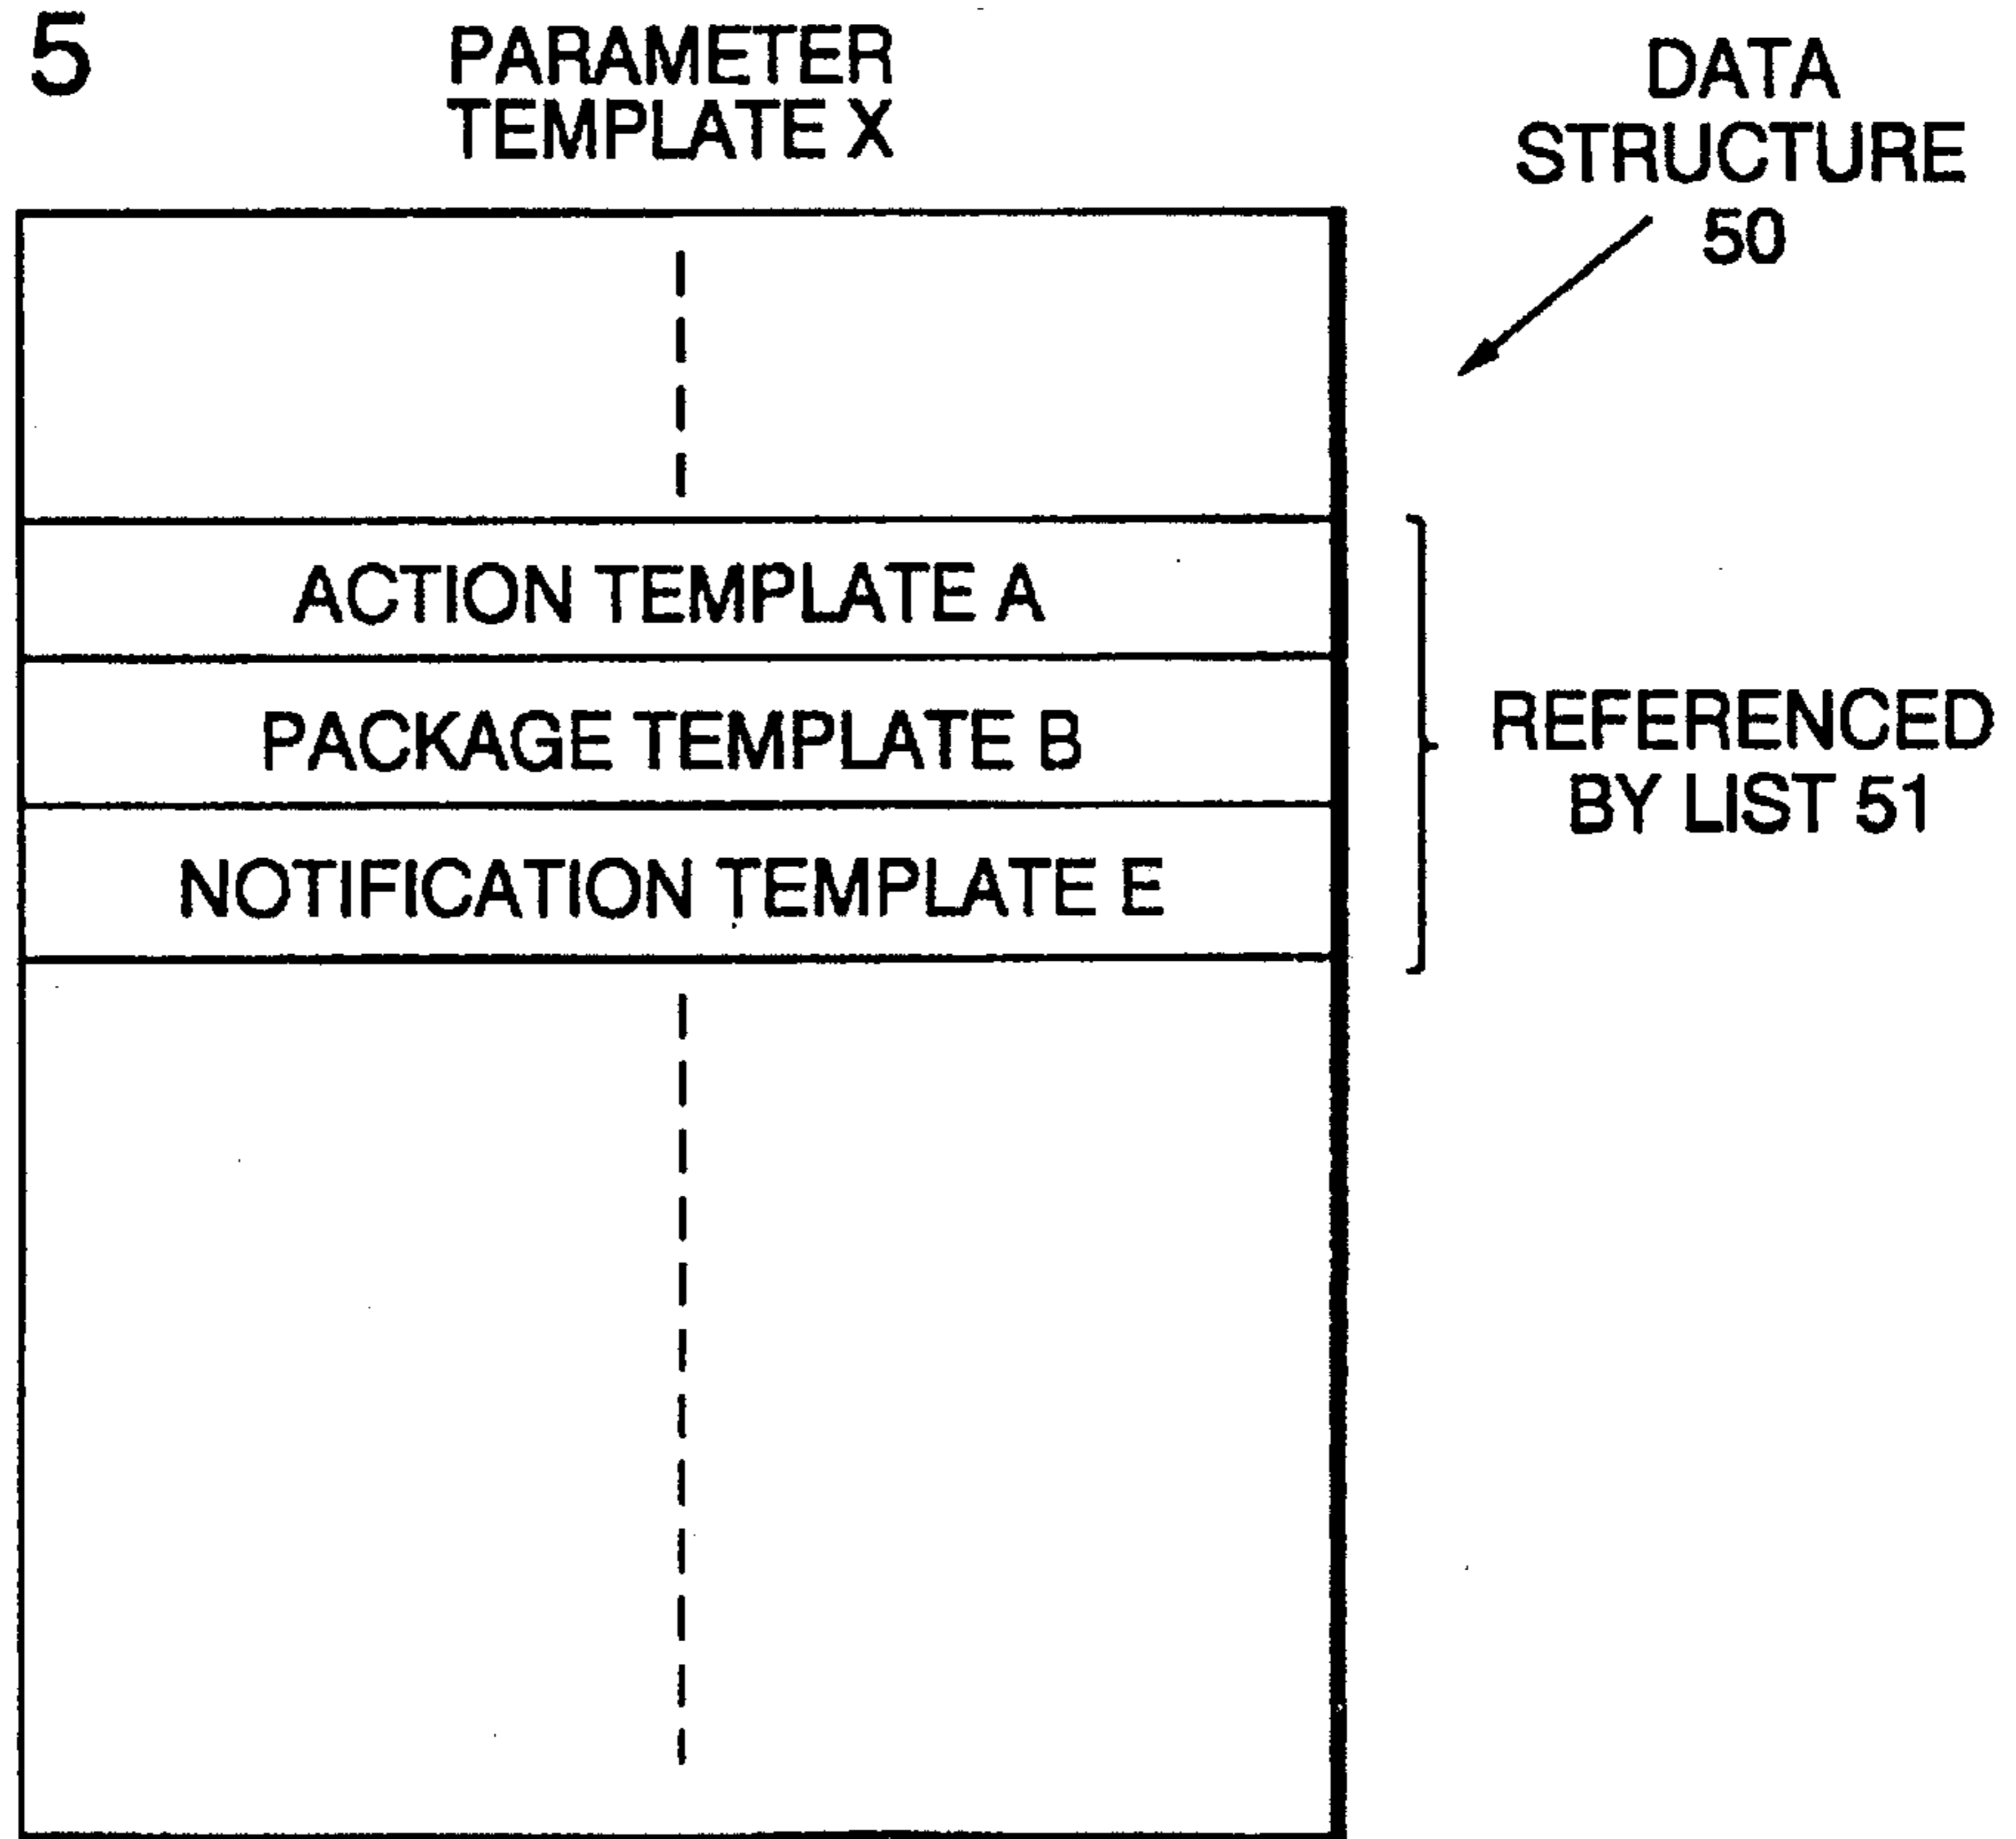 5
PARAMETER
TEMPLATE X
DATA
STRUCTURE
50
ACTION TEMPLATE A
PACKAGE TEMPLATE B
NOTIFICATION TEMPLATE E
REFERENCED
BY LIST 51